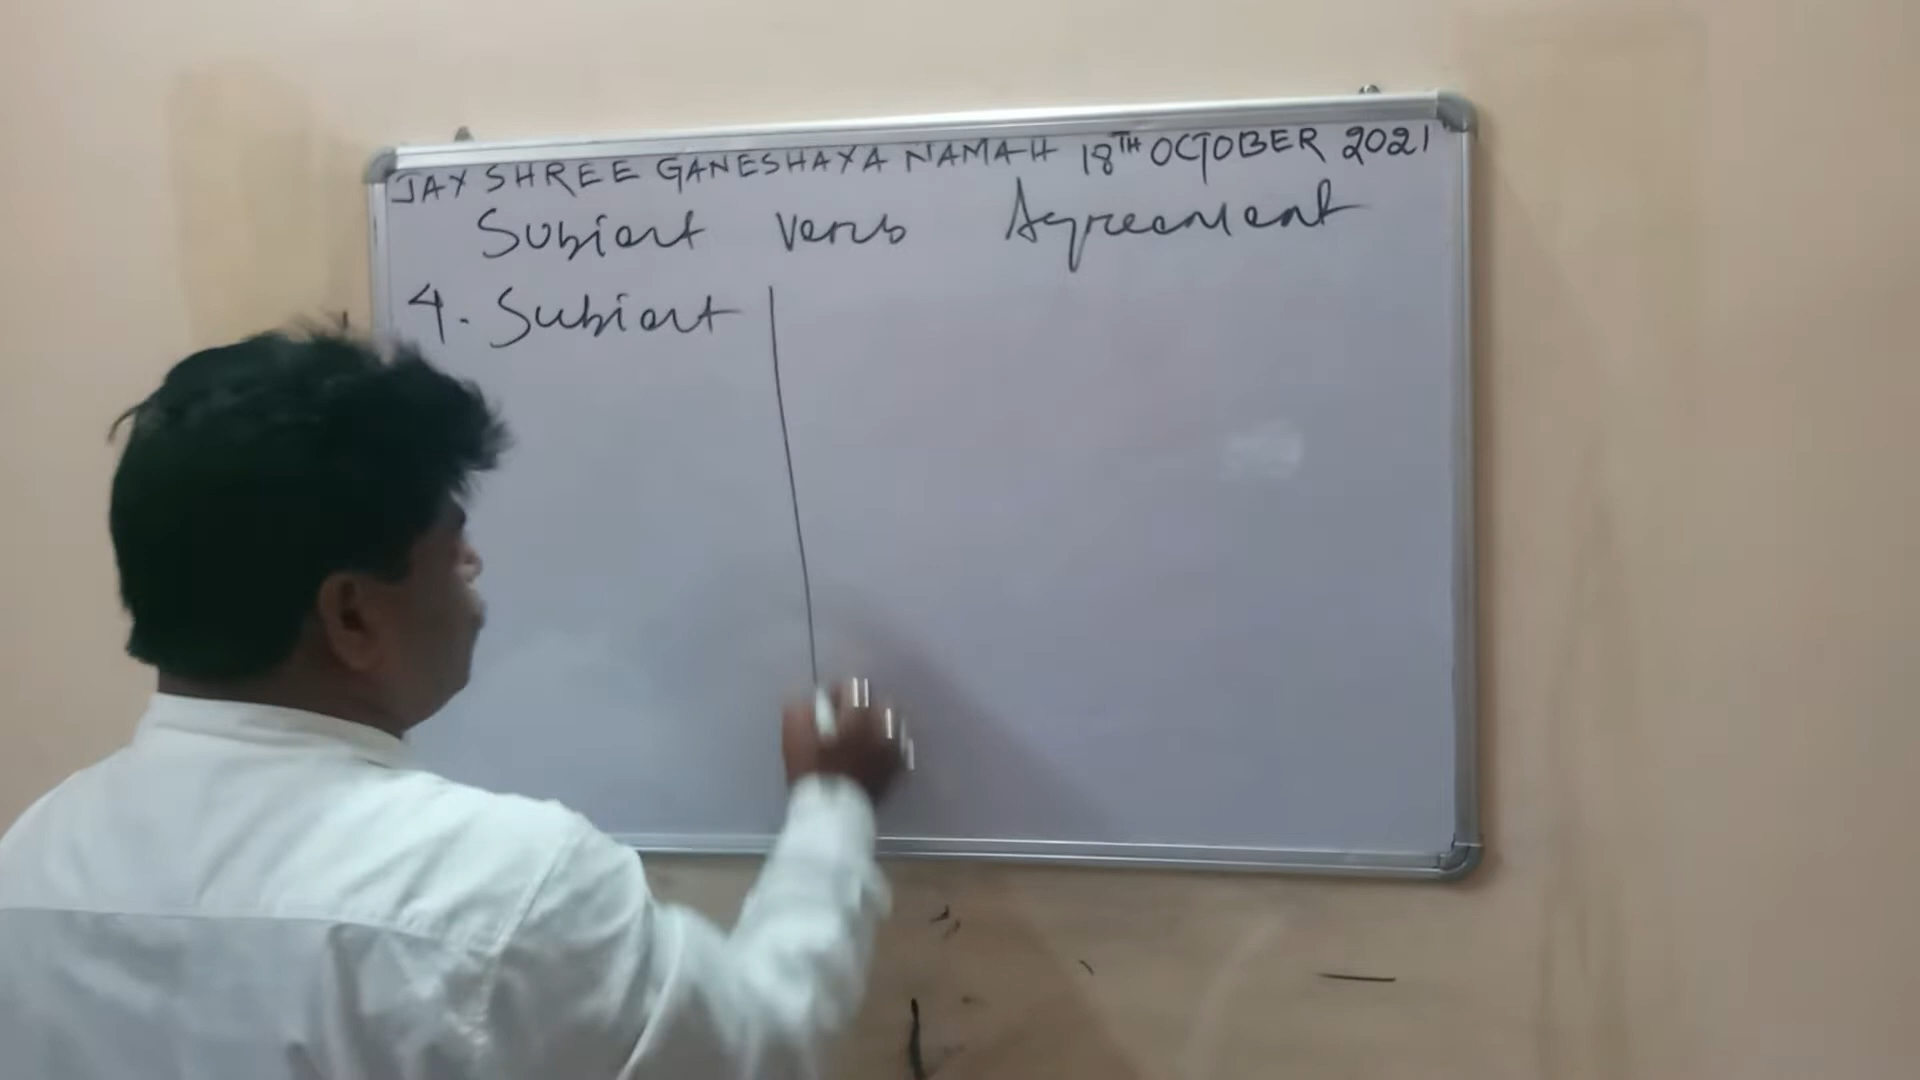 JAY SHREE GANESHAYA NAMAH 18TH OCTOBER 2021
Subject Verb Agreement
4. Subject